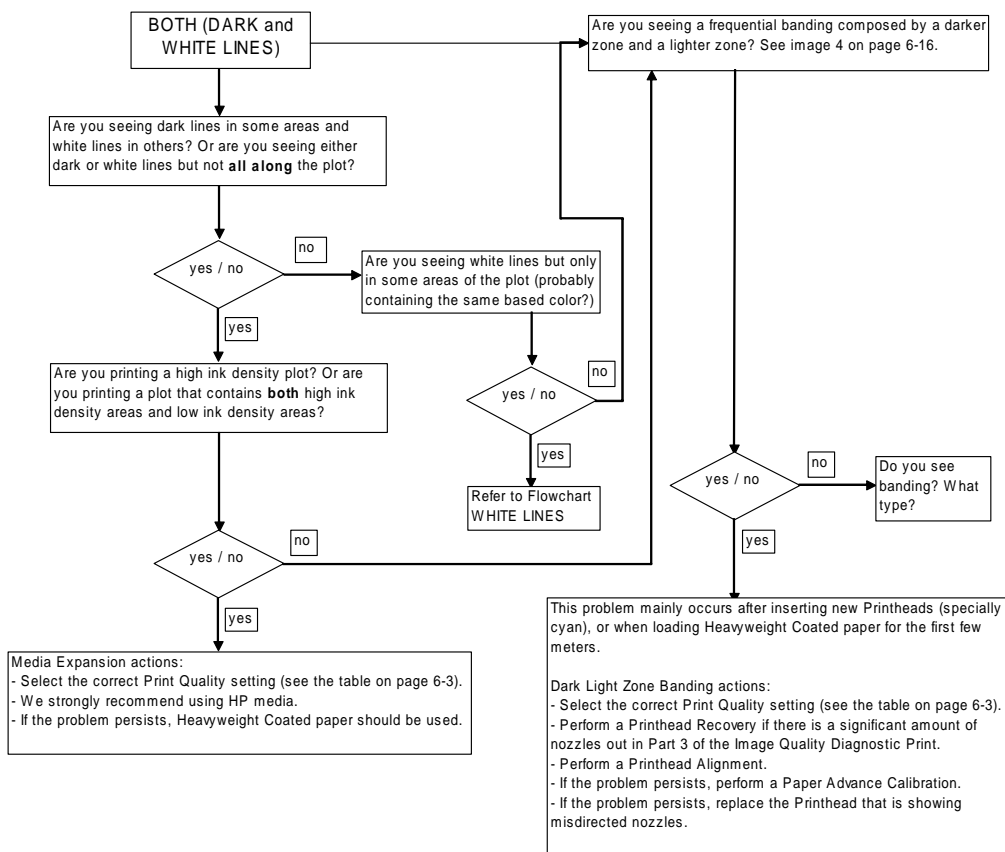 BOTH (DARK and
WHITE LINES)
Are you seeing a frequential banding composed by a darker
zone and a lighter zone? See image 4 on page 6-16.
Are you seeing dark lines in some areas and
white lines in others? Or are you seeing either
dark or white lines but not all along the plot?
yes / no
no
Are you seeing white lines but only
in some areas of the plot (probably
containing the same based color?)
yes
Are you printing a high ink density plot? Or are
you printing a plot that contains both high ink
density areas and low ink density areas?
yes / no
no
yes
Refer to Flowchart
WHITE LINES
yes / no
no
Do you see
banding? What
type?
yes
yes / no
no
yes
Media Expansion actions:
- Select the correct Print Quality setting (see the table on page 6-3).
- We strongly recommend using HP media.
- If the problem persists, Heavyweight Coated paper should be used.
This problem mainly occurs after inserting new Printheads (specially
cyan), or when loading Heavyweight Coated paper for the first few
meters.
Dark Light Zone Banding actions:
- Select the correct Print Quality setting (see the table on page 6-3).
- Perform a Printhead Recovery if there is a significant amount of
nozzles out in Part 3 of the Image Quality Diagnostic Print.
- Perform a Printhead Alignment.
- If the problem persists, perform a Paper Advance Calibration.
- If the problem persists, replace the Printhead that is showing
misdirected nozzles.